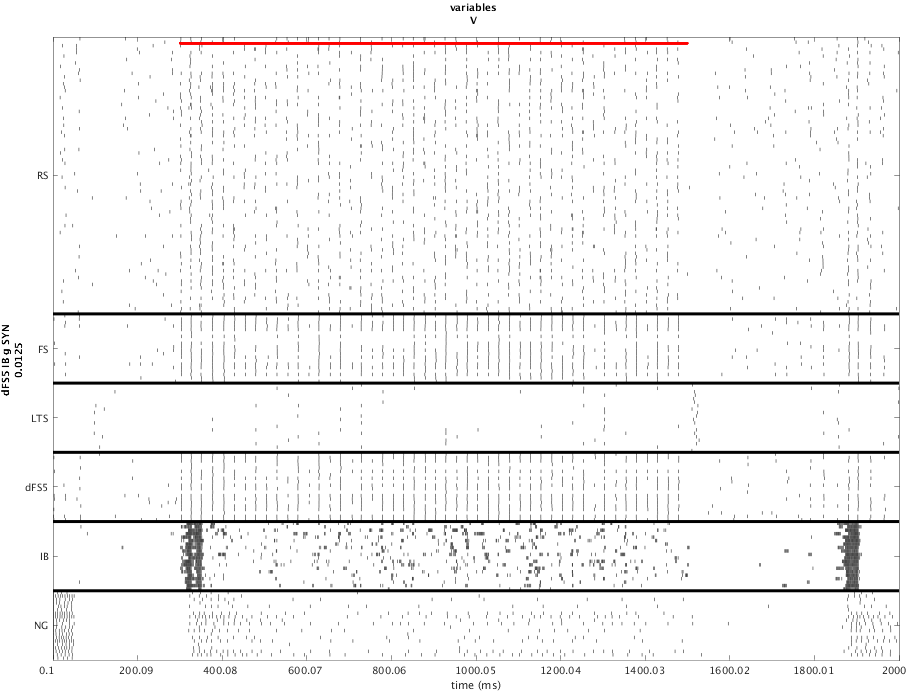 variables
V
RS
FS
LTS
dFS5
IB
NG
dFS5 IB g SYN
0.0125
0.1 200.09 400.08 600.07 800.06 1000.05 1200.04 1400.03 1600.02 1800.01 2000
time (ms)